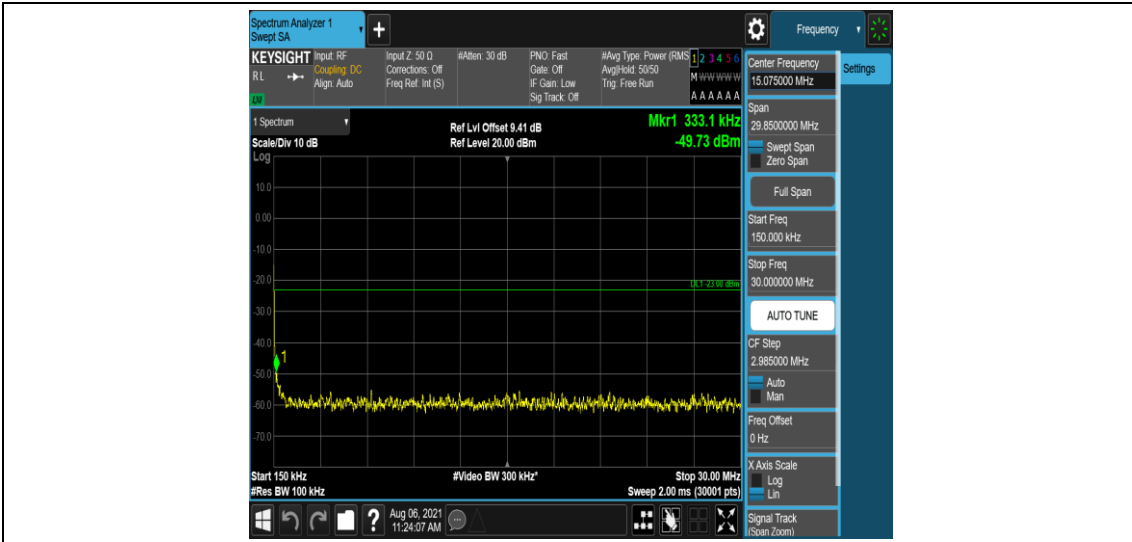 Spectrum Analyzer 1
Swept SA
+
Frequency
KEYSIGHT
RL
LXI
Input: RF
Coupling: DC
Align: Auto
Input Z: 50 Ω
Corrections: Off
Freq Ref: Int (S)
#Atten: 30 dB
PNO: Fast
Gate: Off
IF Gain: Low
Sig Track: Off
#Avg Type: Power (RMS
Avg|Hold: 50/50
Trig: Free Run
1 2 3 4 5 6
M W W W W W
A A A A A A
1 Spectrum
Scale/Div 10 dB
Log
Ref Lvl Offset 9.41 dB
Ref Level 20.00 dBm
Mkr1 333.1 kHz
-49.73 dBm
10.0
0.00
-10.0
-20.0
DL1 -23.00 dBm
-30.0
-40.0
1
-50.0
-60.0
-70.0
Start 150 kHz
#Video BW 300 kHz*
Stop 30.00 MHz
#Res BW 100 kHz
Sweep 2.00 ms (30001 pts)
?
Aug 06, 2021
11:24:07 AM
Center Frequency
15.075000 MHz
Settings
Span
29.8500000 MHz
Swept Span
Zero Span
Full Span
Start Freq
150.000 kHz
Stop Freq
30.000000 MHz
AUTO TUNE
CF Step
2.985000 MHz
Auto
Man
Freq Offset
0 Hz
X Axis Scale
Log
Lin
Signal Track
(Span Zoom)